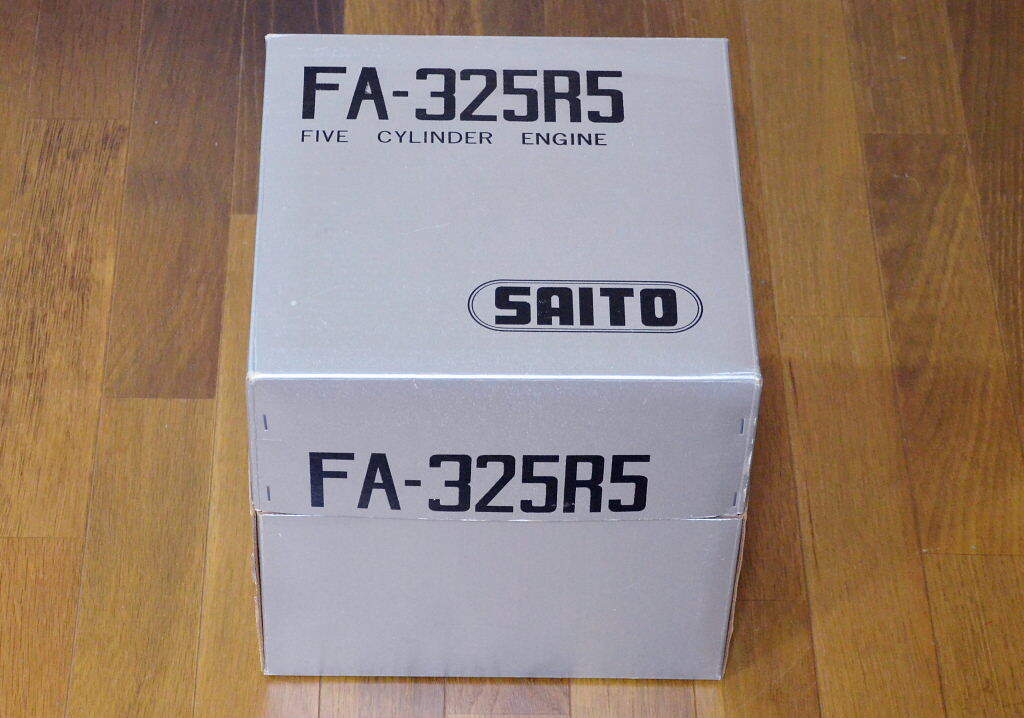 FA-325R5
FIVE CYLINDER ENGINE
SAITO
FA-325R5